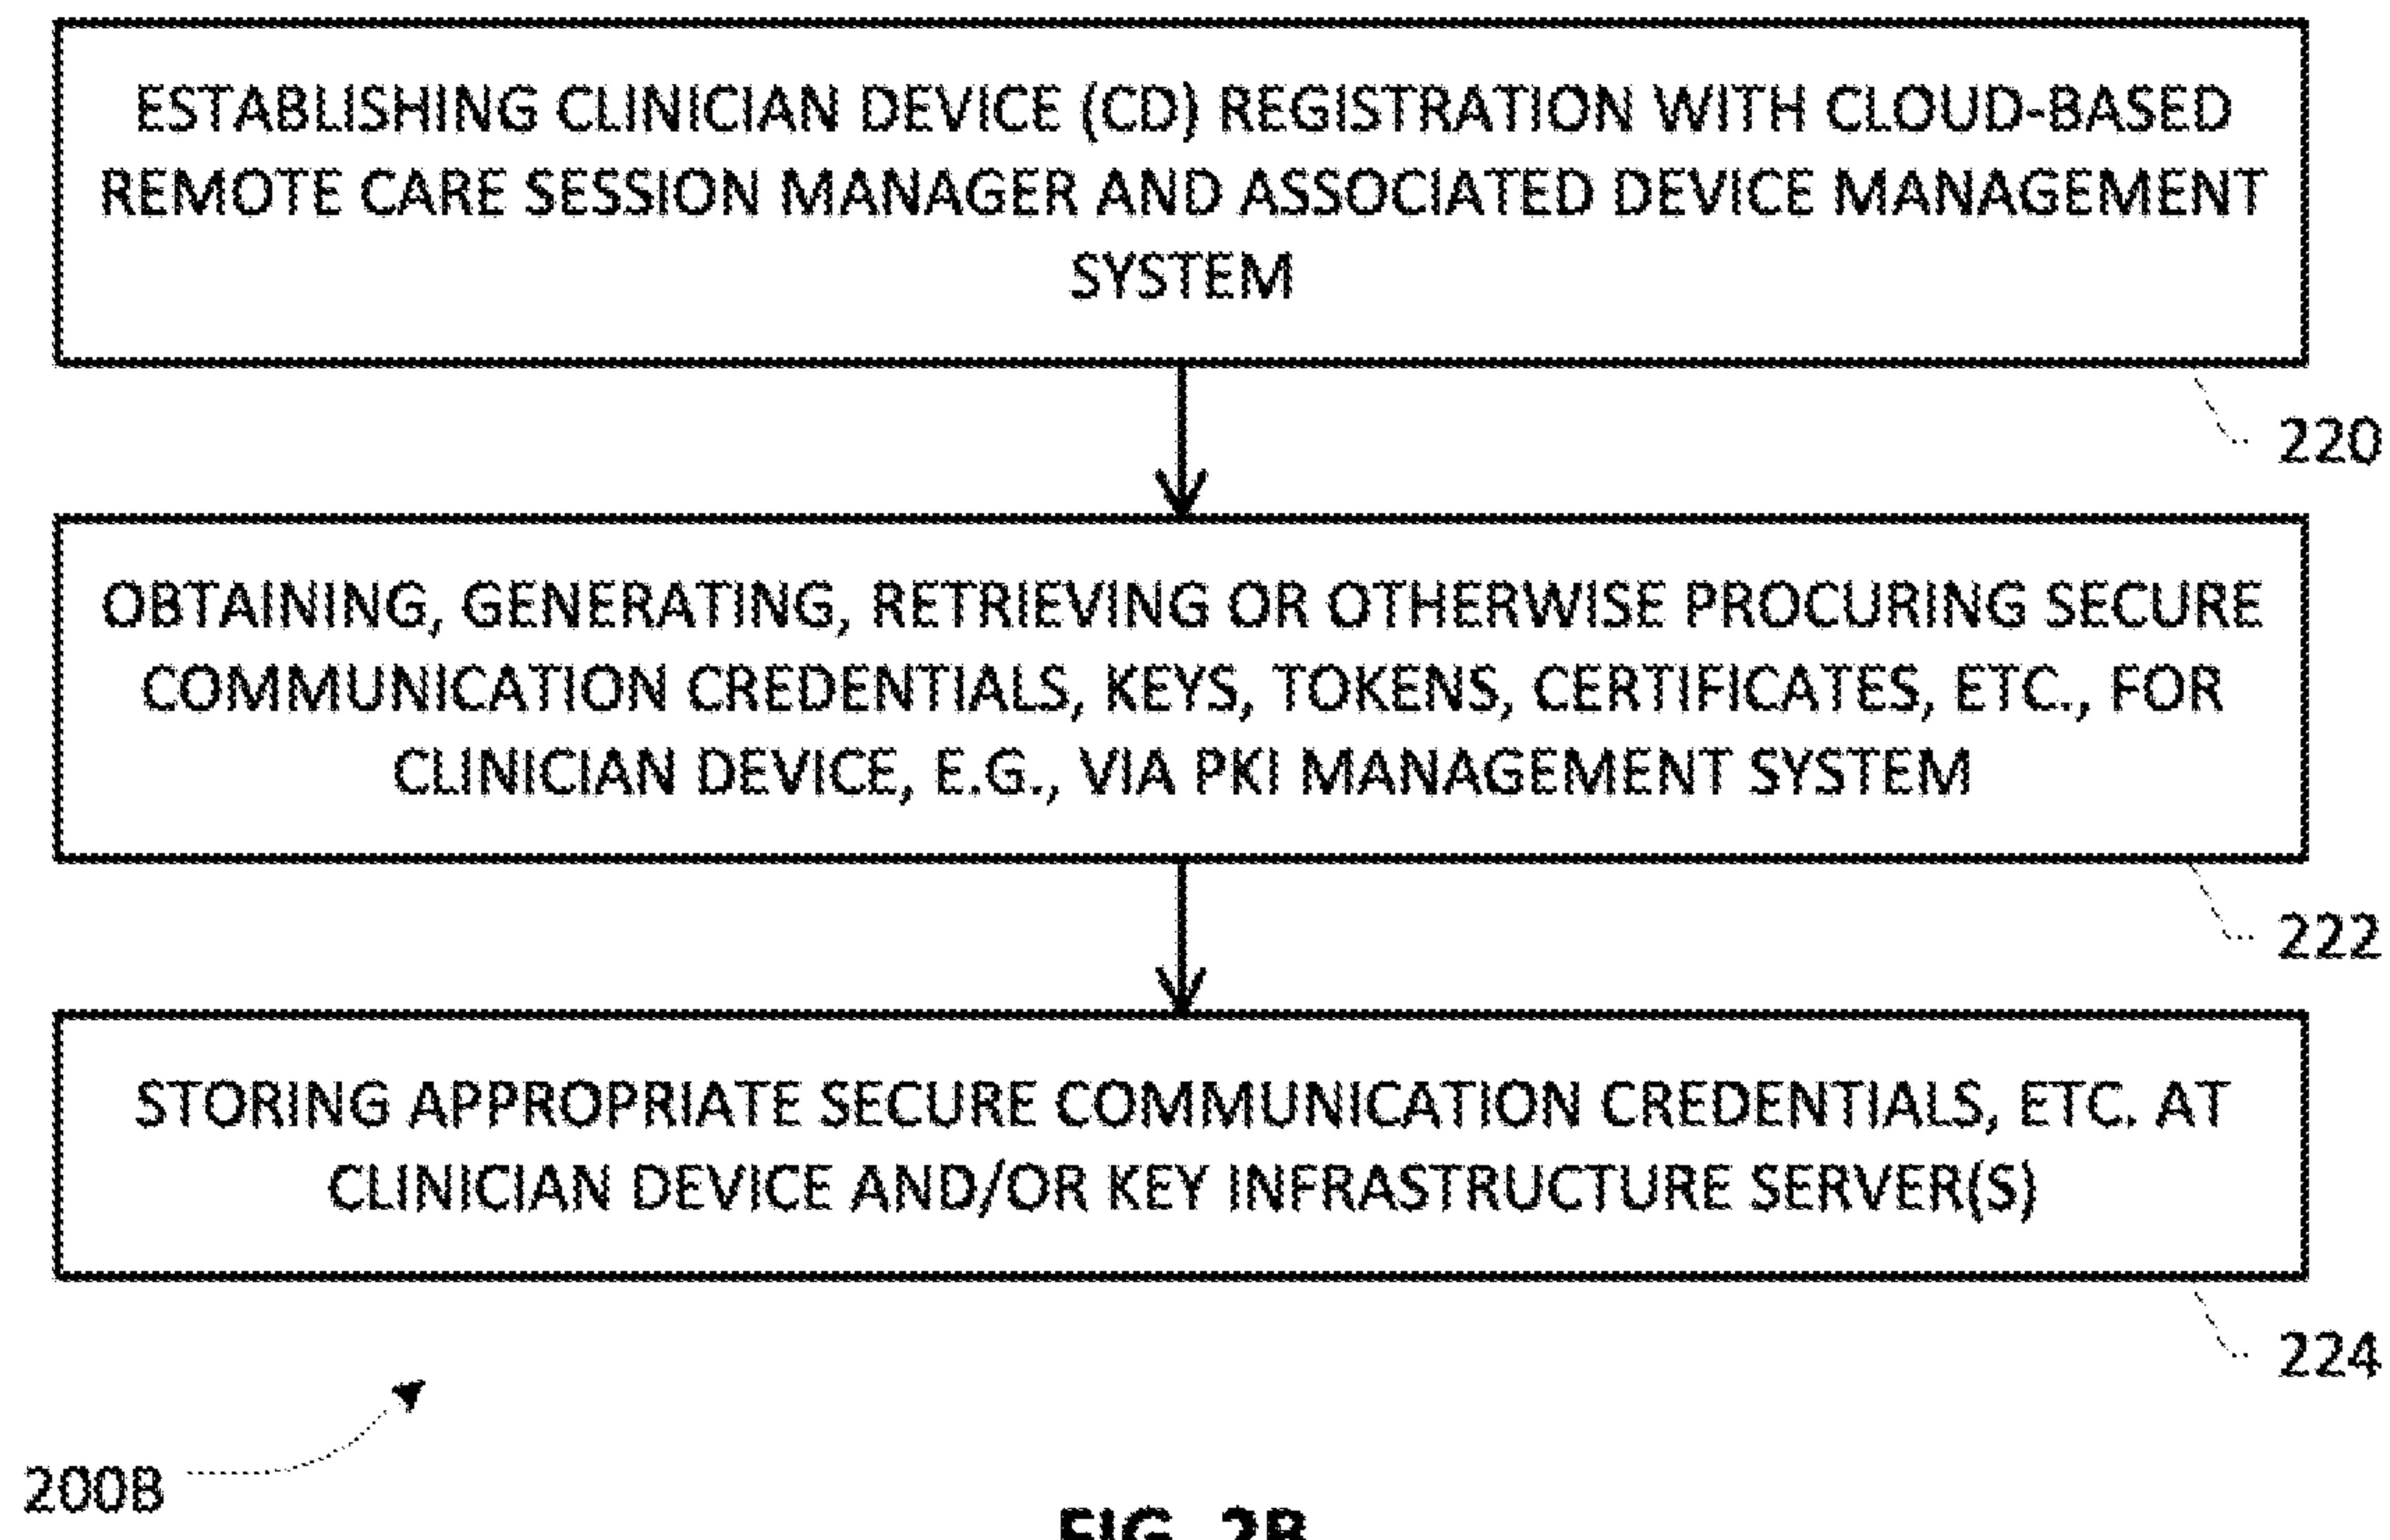 ESTABLISHING CLINICIAN DEVICE (CD) REGISTRATION WITH CLOUD-BASED
REMOTE CARE SESSION MANAGER AND ASSOCIATED DEVICE MANAGEMENT
SYSTEM
220
OBTAINING, GENERATING, RETRIEVING OR OTHERWISE PROCURING SECURE
COMMUNICATION CREDENTIALS, KEYS, TOKENS, CERTIFICATES, ETC., FOR
CLINICIAN DEVICE, E.G., VIA PKI MANAGEMENT SYSTEM
222
STORING APPROPRIATE SECURE COMMUNICATION CREDENTIALS, ETC. AT
CLINICIAN DEVICE AND/OR KEY INFRASTRUCTURE SERVER(S)
224
200B
FIG. 2B